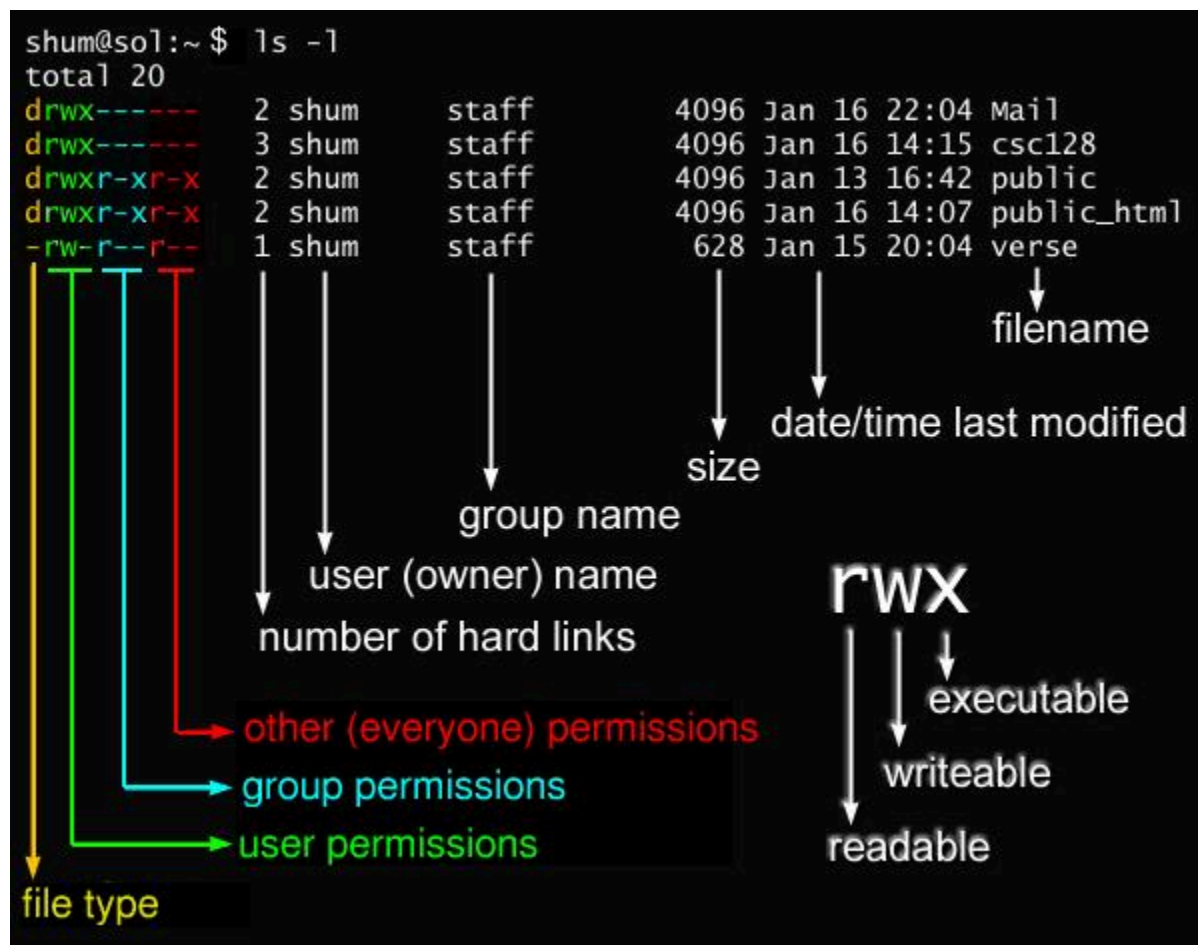 shum@sol:~ $ ls -l
total 20
drwx------ 2 shum staff 4096 Jan 16 22:04 Mail
drwx------ 3 shum staff 4096 Jan 16 14:15 csc128
drwxr-xr-x 2 shum staff 4096 Jan 13 16:42 public
drwxr-xr-x 2 shum staff 4096 Jan 16 14:07 public_html
-rw-r--r-- 1 shum staff 628 Jan 15 20:04 verse
filename
date/time last modified
size
group name
user (owner) name
number of hard links
rwx
executable
writeable
readable
other (everyone) permissions
group permissions
user permissions
file type